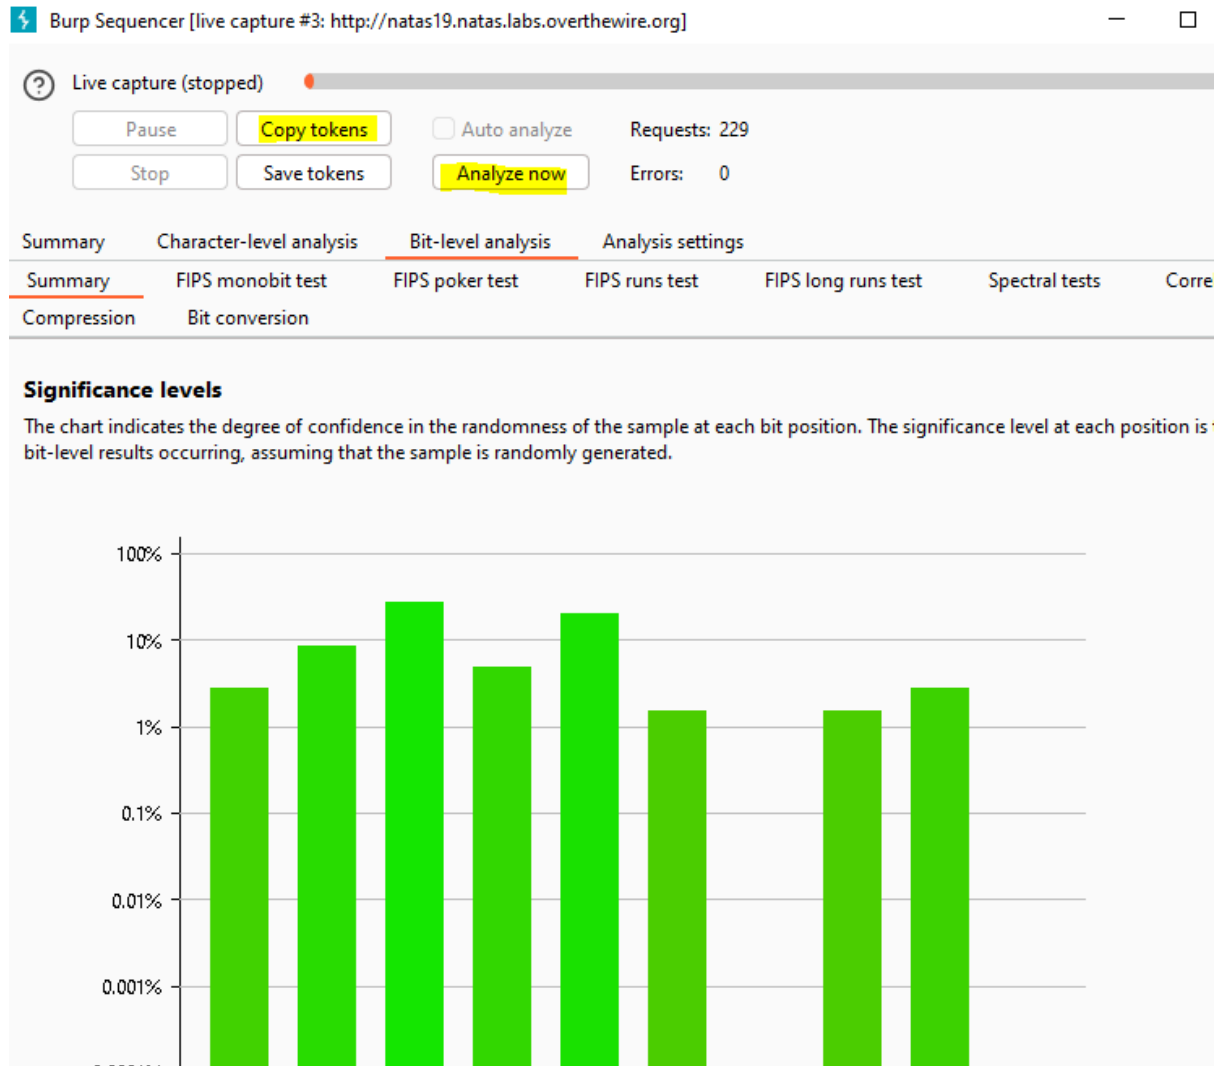 Burp Sequencer [live capture #3: http://natas19.natas.labs.overthewire.org]
Live capture (stopped)
Pause Copy tokens Auto analyze Requests: 229
Stop Save tokens Analyze now Errors: 0
Summary Character-level analysis Bit-level analysis Analysis settings
Summary FIPS monobit test FIPS poker test FIPS runs test FIPS long runs test Spectral tests Corre
Compression Bit conversion
Significance levels
The chart indicates the degree of confidence in the randomness of the sample at each bit position. The significance level at each position is
bit-level results occurring, assuming that the sample is randomly generated.
100%
10%
1%
0.1%
0.01%
0.001%